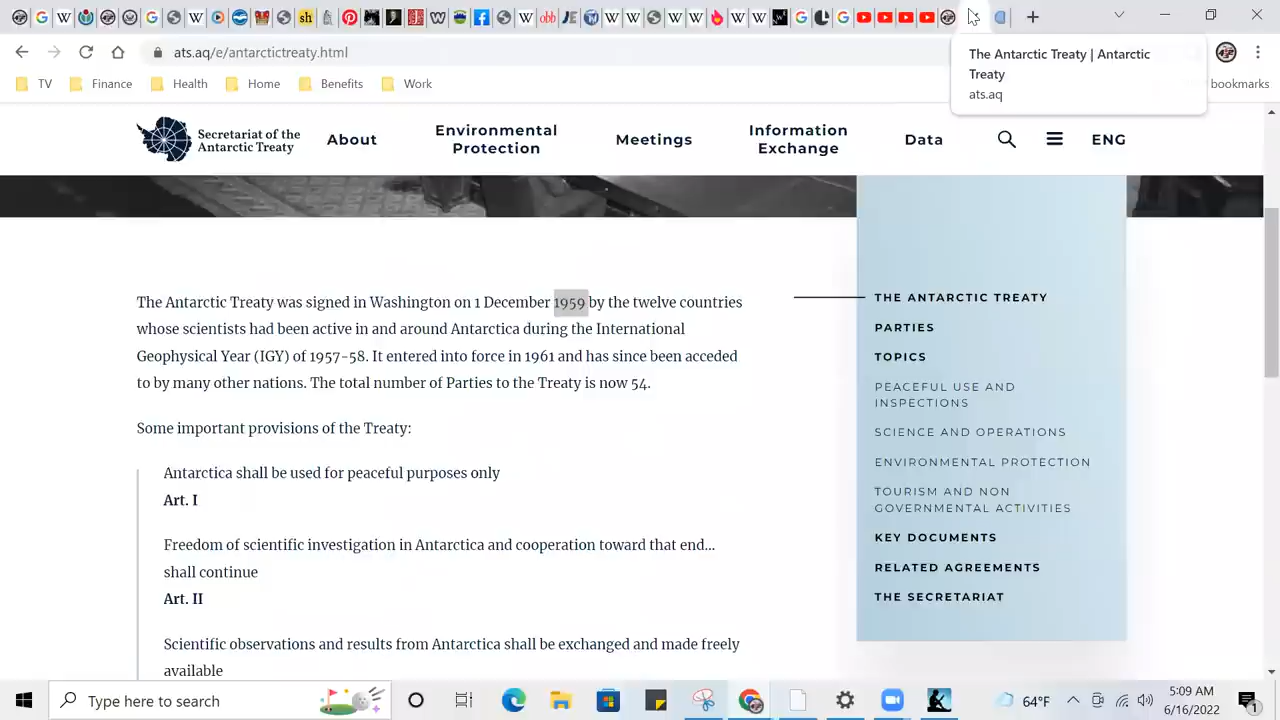 The Antarctic Treaty | Antarctic
Treaty
ats.aq
ats.aq/e/antarctictreaty.html
TV Finance Health Home Benefits Work bookmarks
Secretariat of the
Antarctic Treaty
About
Environmental
Protection
Meetings
Information
Exchange
Data
ENG
The Antarctic Treaty was signed in Washington on 1 December 1959 by the twelve countries
whose scientists had been active in and around Antarctica during the International
Geophysical Year (IGY) of 1957-58. It entered into force in 1961 and has since been acceded
to by many other nations. The total number of Parties to the Treaty is now 54.
Some important provisions of the Treaty:
Antarctica shall be used for peaceful purposes only
Art. I
Freedom of scientific investigation in Antarctica and cooperation toward that end…
shall continue
Art. II
Scientific observations and results from Antarctica shall be exchanged and made freely
available
THE ANTARCTIC TREATY
PARTIES
TOPICS
PEACEFUL USE AND
INSPECTIONS
SCIENCE AND OPERATIONS
ENVIRONMENTAL PROTECTION
TOURISM AND NON
GOVERNMENTAL ACTIVITIES
KEY DOCUMENTS
RELATED AGREEMENTS
THE SECRETARIAT
Type here to search
64°F
5:09 AM
6/16/2022
1